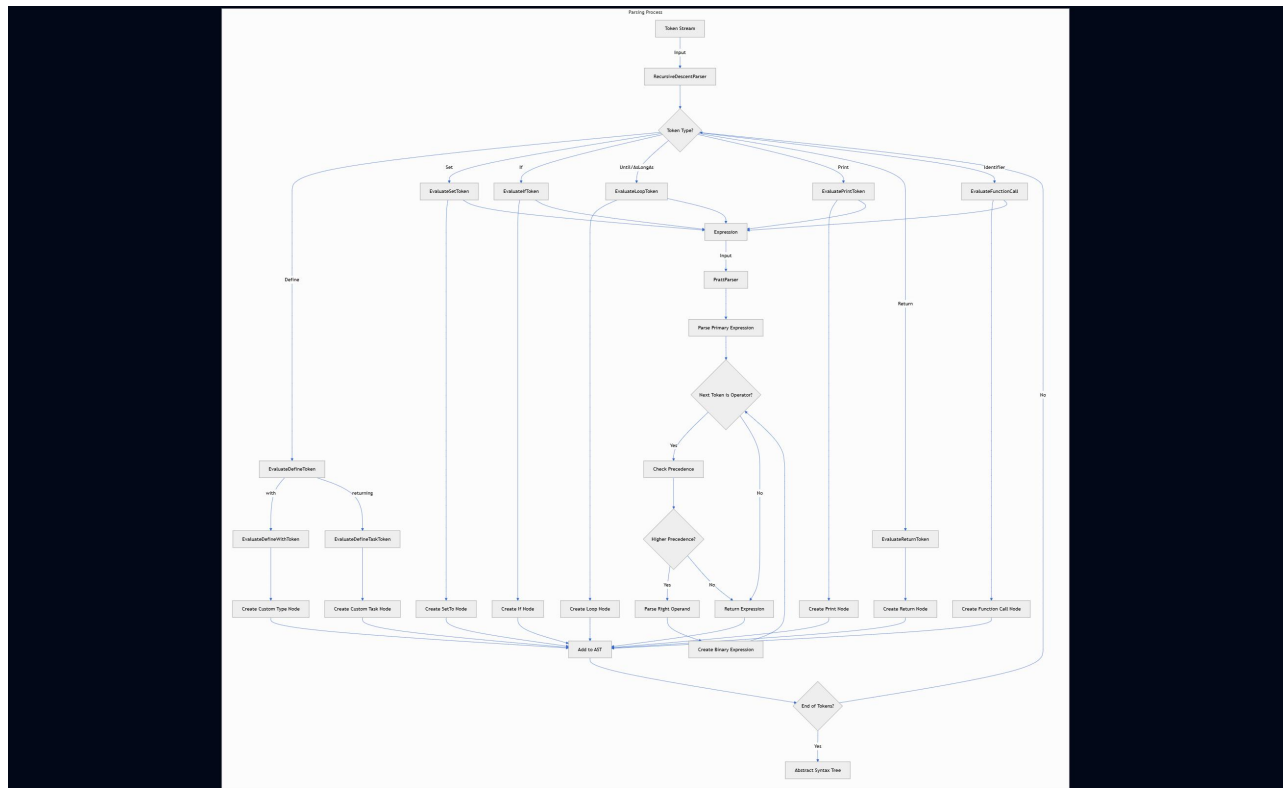 Parsing Process
Token Stream
Input
RecursiveDescentParser
Token Type?
Set
If
Until/AsLongAs
Print
Identifier
EvaluateSetToken
EvaluateIfToken
EvaluateLoopToken
EvaluatePrintToken
EvaluateFunctionCall
Expression
Input
Define
PrattParser
Return
Parse Primary Expression
Next Token Is Operator?
No
Yes
EvaluateDefineToken
Check Precedence
with
returning
No
EvaluateDefineWithToken
EvaluateDefineTaskToken
Higher Precedence?
EvaluateReturnToken
Yes
No
Create Custom Type Node
Create Custom Task Node
Create SetTo Node
Create If Node
Create Loop Node
Parse Right Operand
Return Expression
Create Print Node
Create Return Node
Create Function Call Node
Add to AST
Create Binary Expression
End of Tokens?
Yes
Abstract Syntax Tree